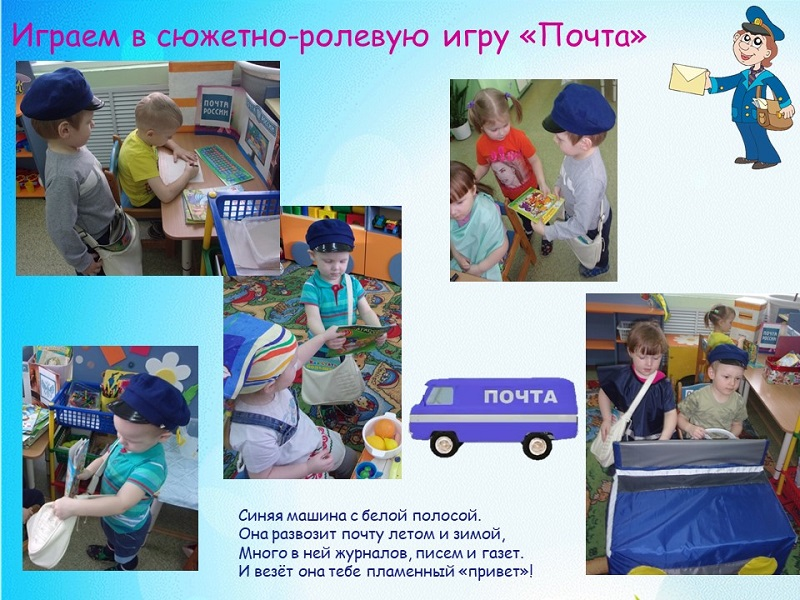 Играем в сюжетно-ролевую игру «Почта»
ПОЧТА
РОССИИ
ПОЧТА
Синяя машина с белой полосой.
Она развозит почту летом и зимой,
Много в ней журналов, писем и газет.
И везёт она тебе пламенный «привет»!